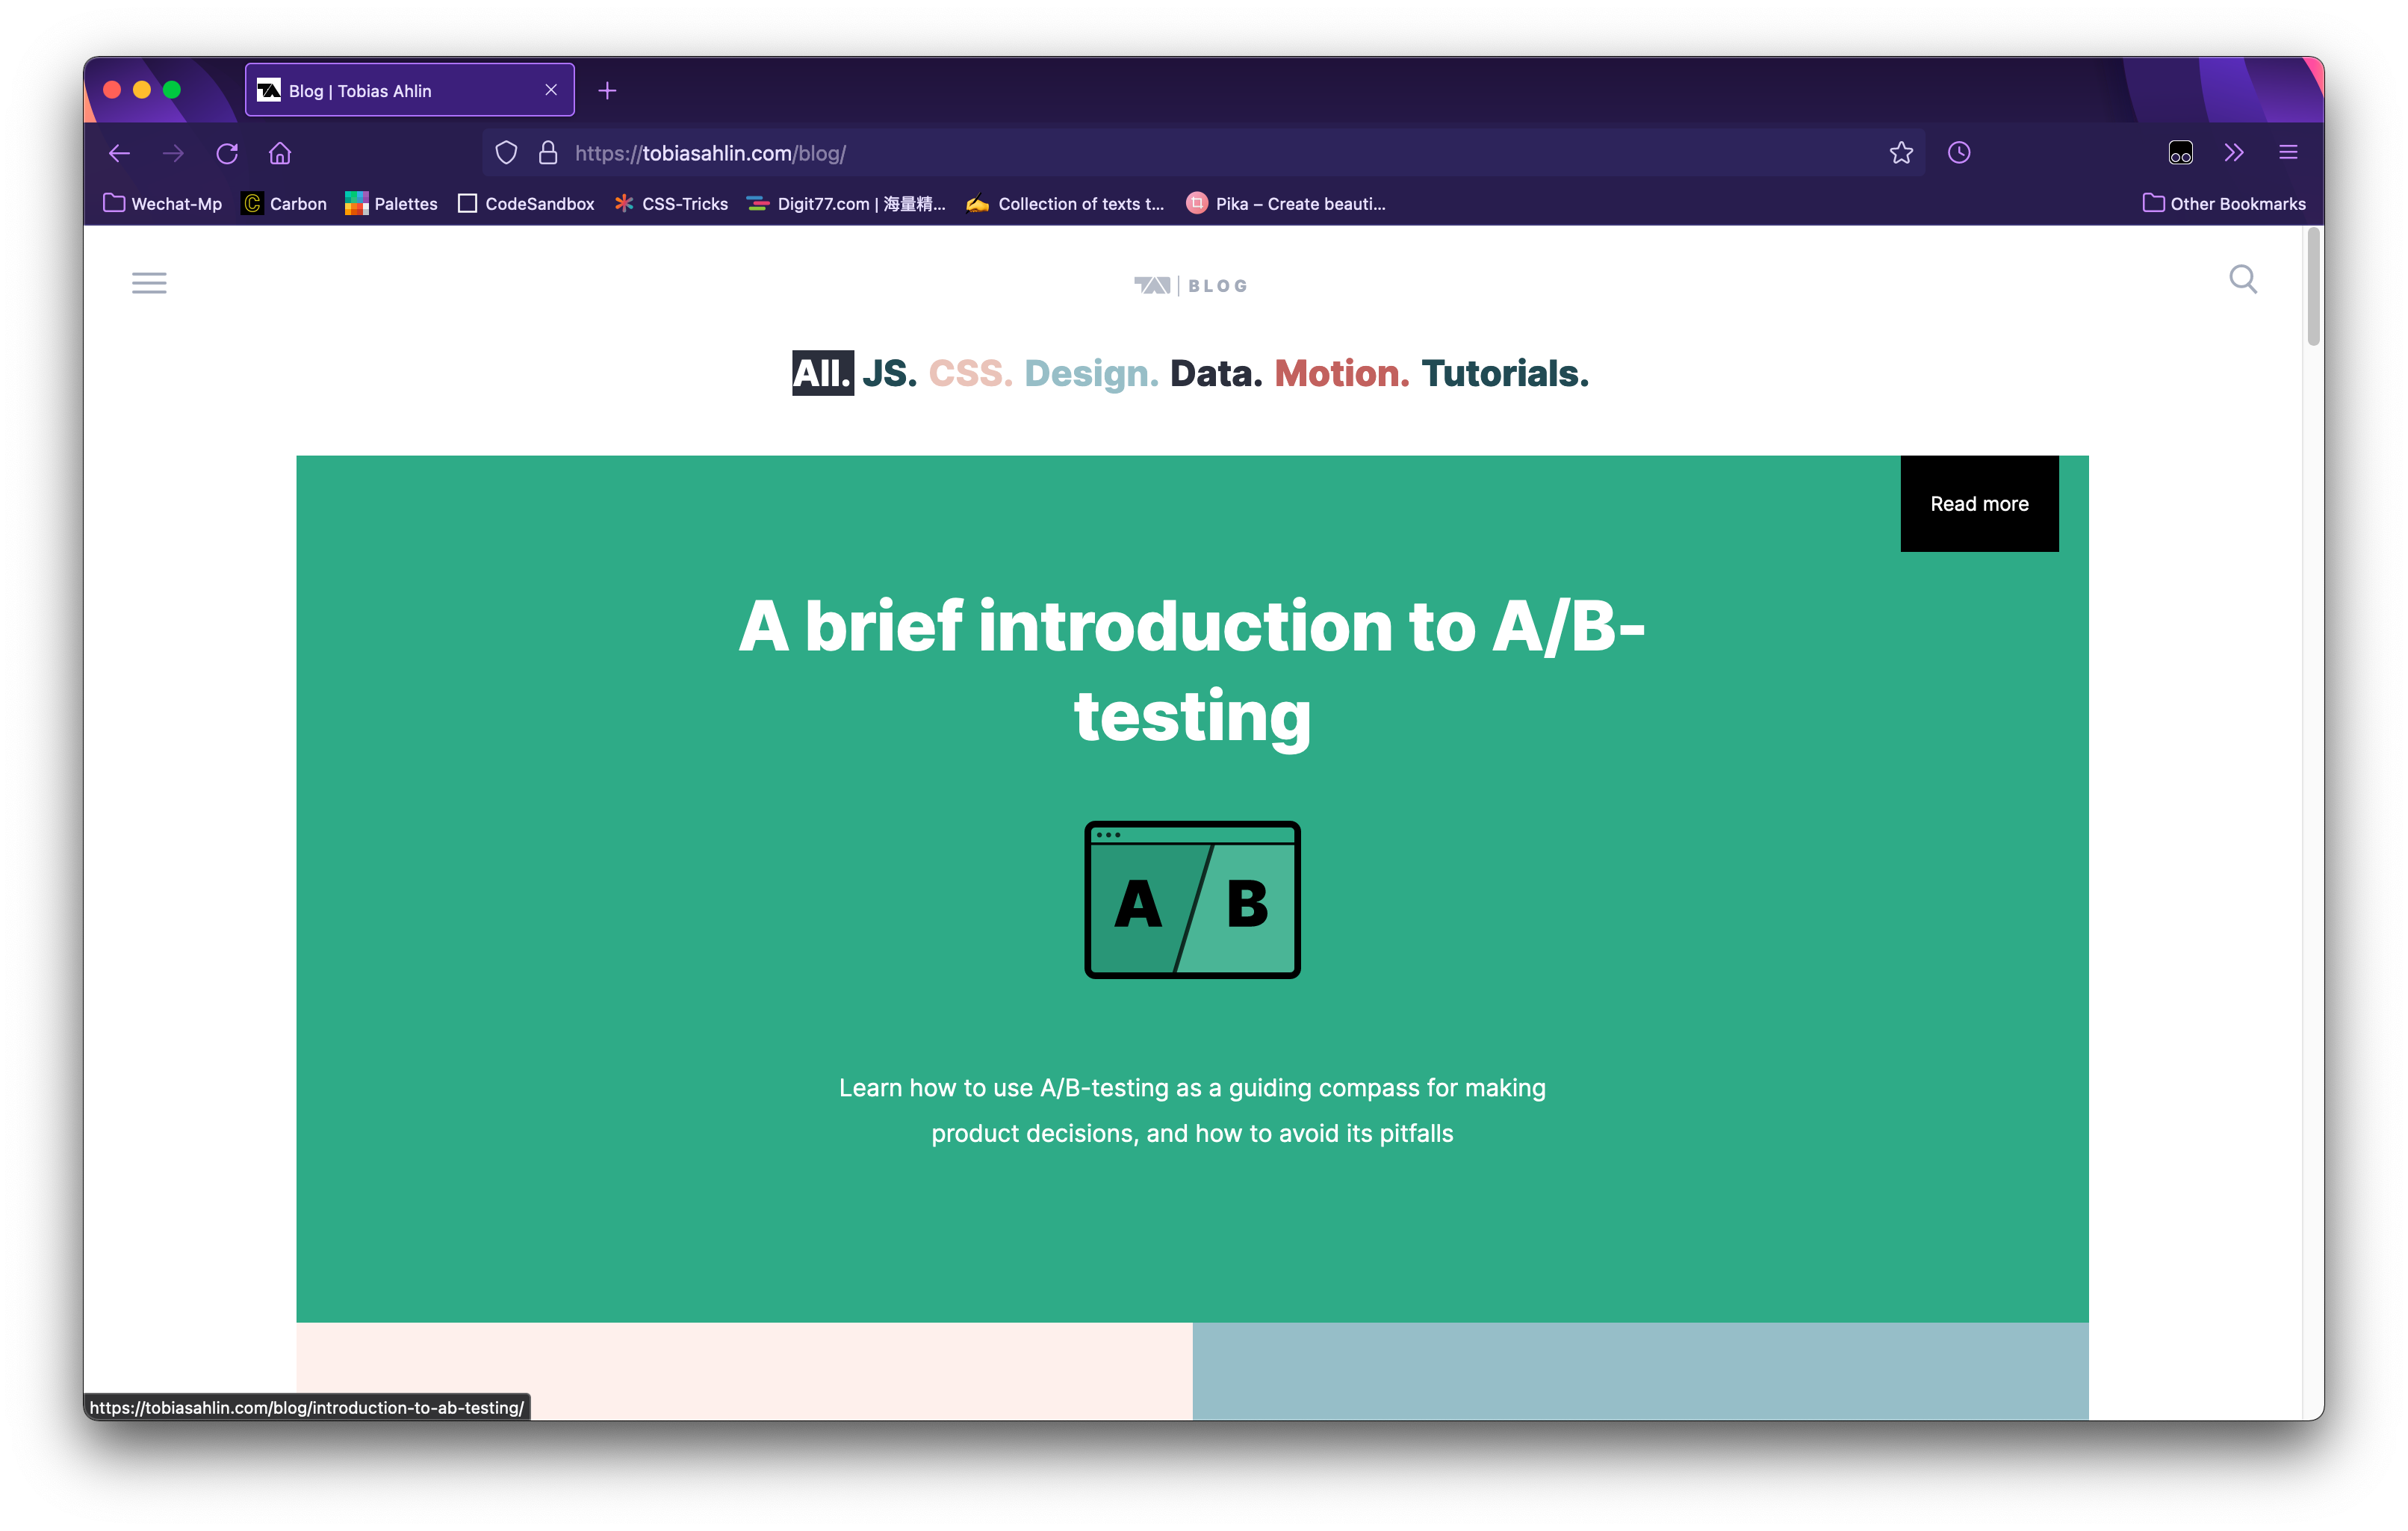 Blog | Tobias Ahlin
https://tobiasahlin.com/blog/
Wechat-Mp Carbon Palettes CodeSandbox CSS-Tricks Digit77.com | 海量精... Collection of texts t... Pika – Create beauti... Other Bookmarks
BLOG
All. JS. CSS. Design. Data. Motion. Tutorials.
Read more
A brief introduction to A/B-
testing
A B
Learn how to use A/B-testing as a guiding compass for making
product decisions, and how to avoid its pitfalls
https://tobiasahlin.com/blog/introduction-to-ab-testing/